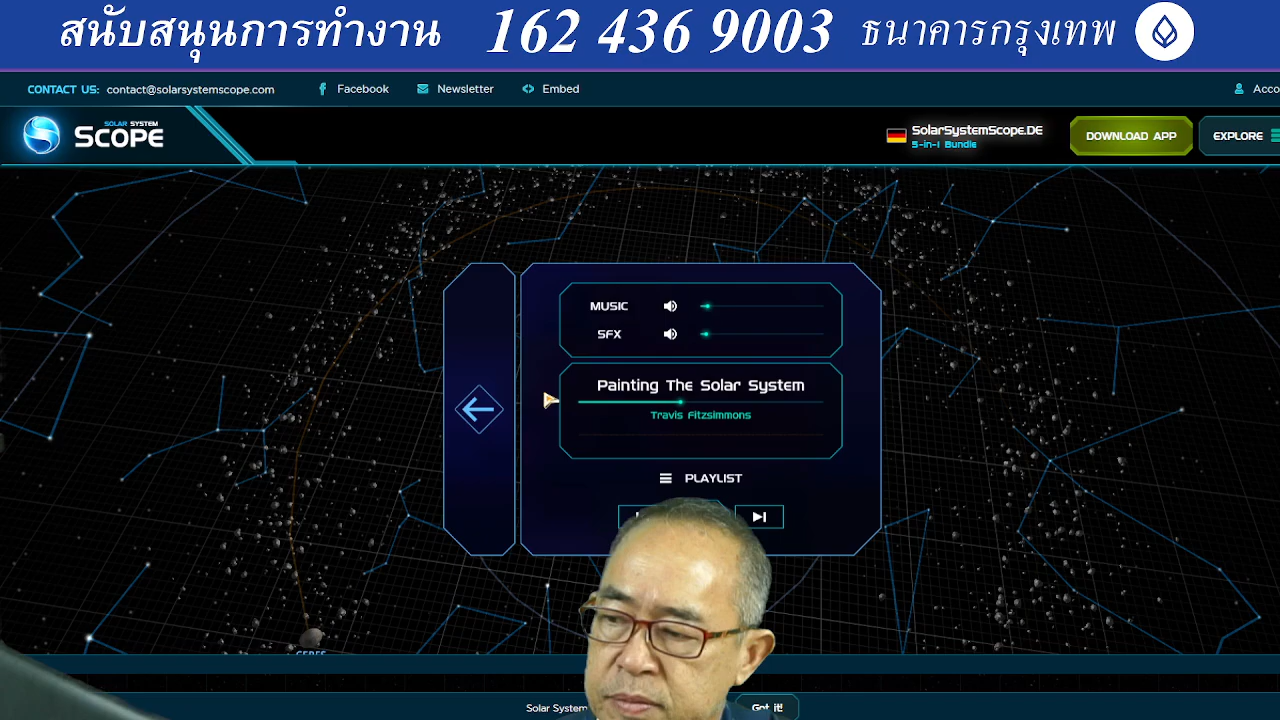 สนับสนุนการทำงาน 162 436 9003 ธนาคารกรุงเทพ
CONTACT US: contact@solarsystemscope.com Facebook Newsletter Embed
SOLAR SYSTEM
SCOPE
SolarSystemScope.DE
5-in-1 Bundle
DOWNLOAD APP
EXPLORE
MUSIC
SFX
Painting The Solar System
Travis Fitzsimmons
PLAYLIST
CERES
Solar System
Got it!